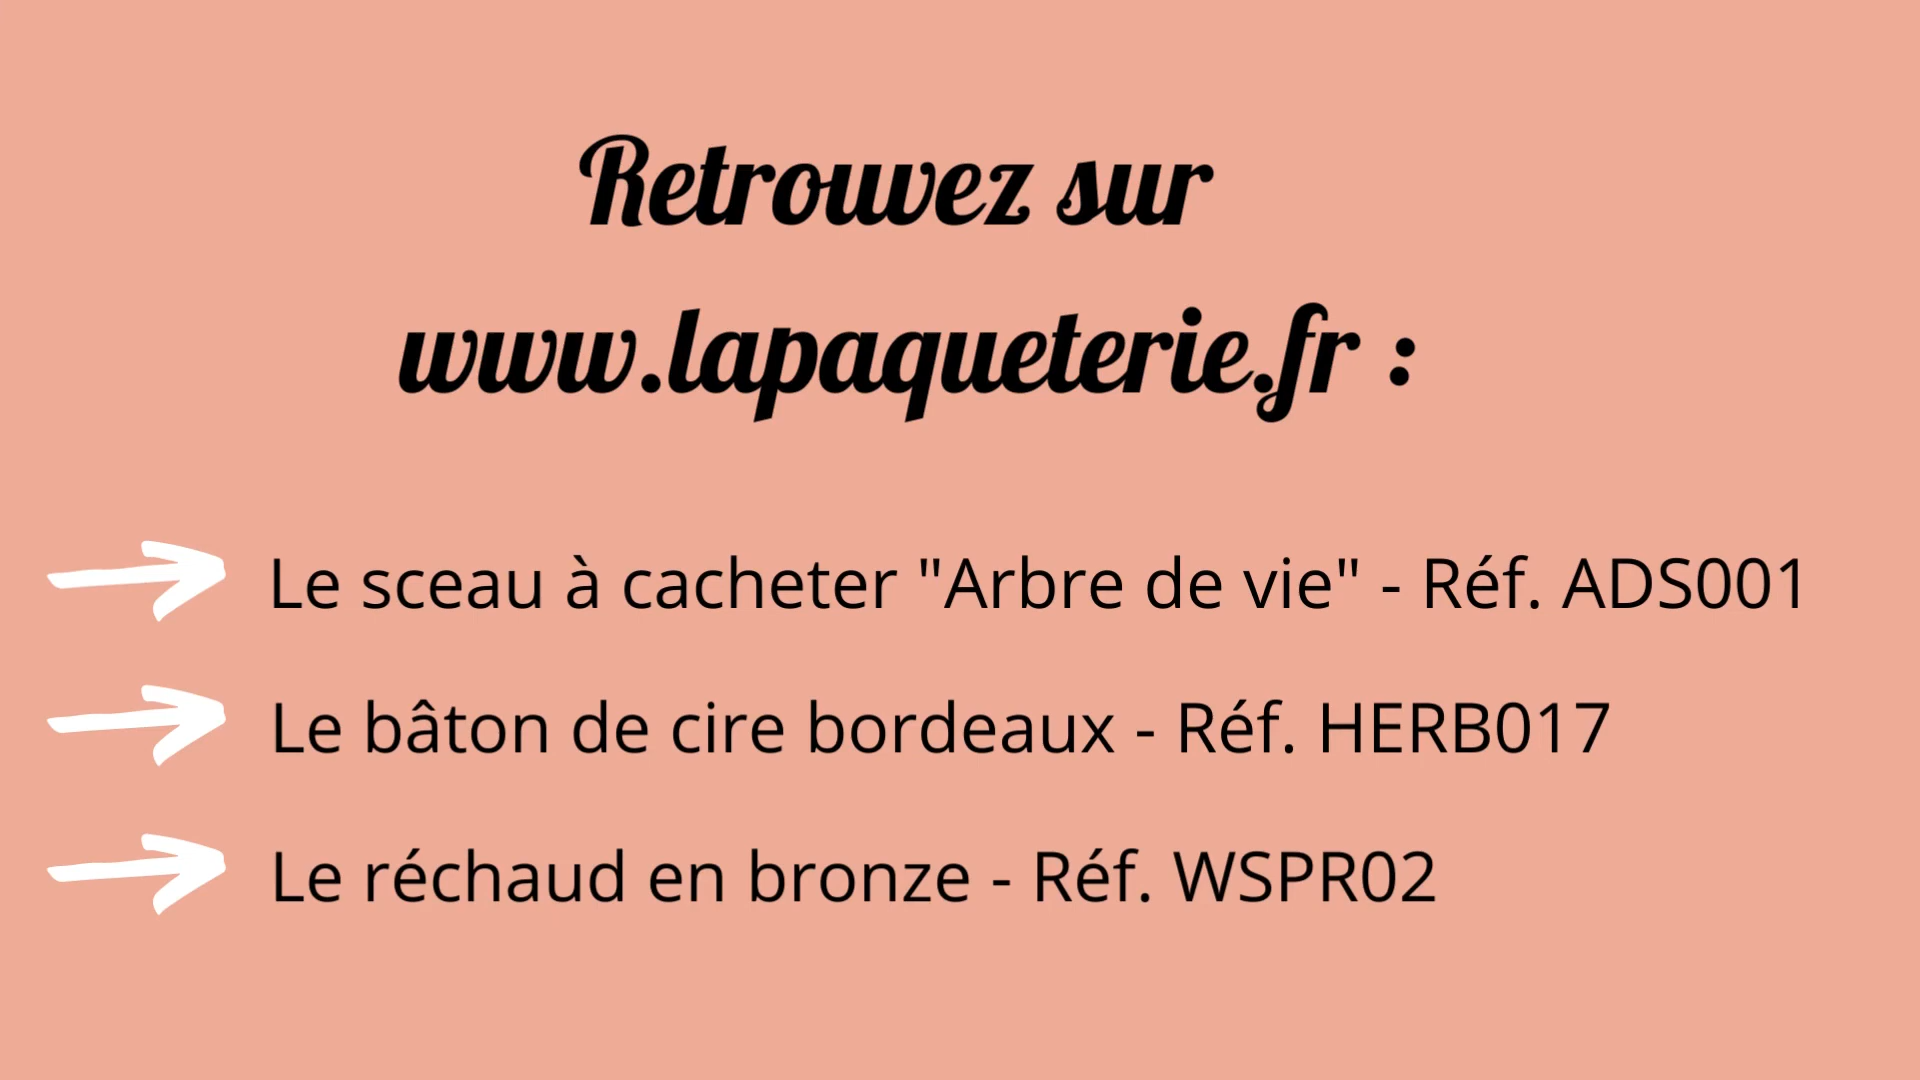 Retrouvez sur
www.lapaqueterie.fr :
Le sceau à cacheter "Arbre de vie" - Réf. ADS001
Le bâton de cire bordeaux - Réf. HERB017
Le réchaud en bronze - Réf. WSPR02